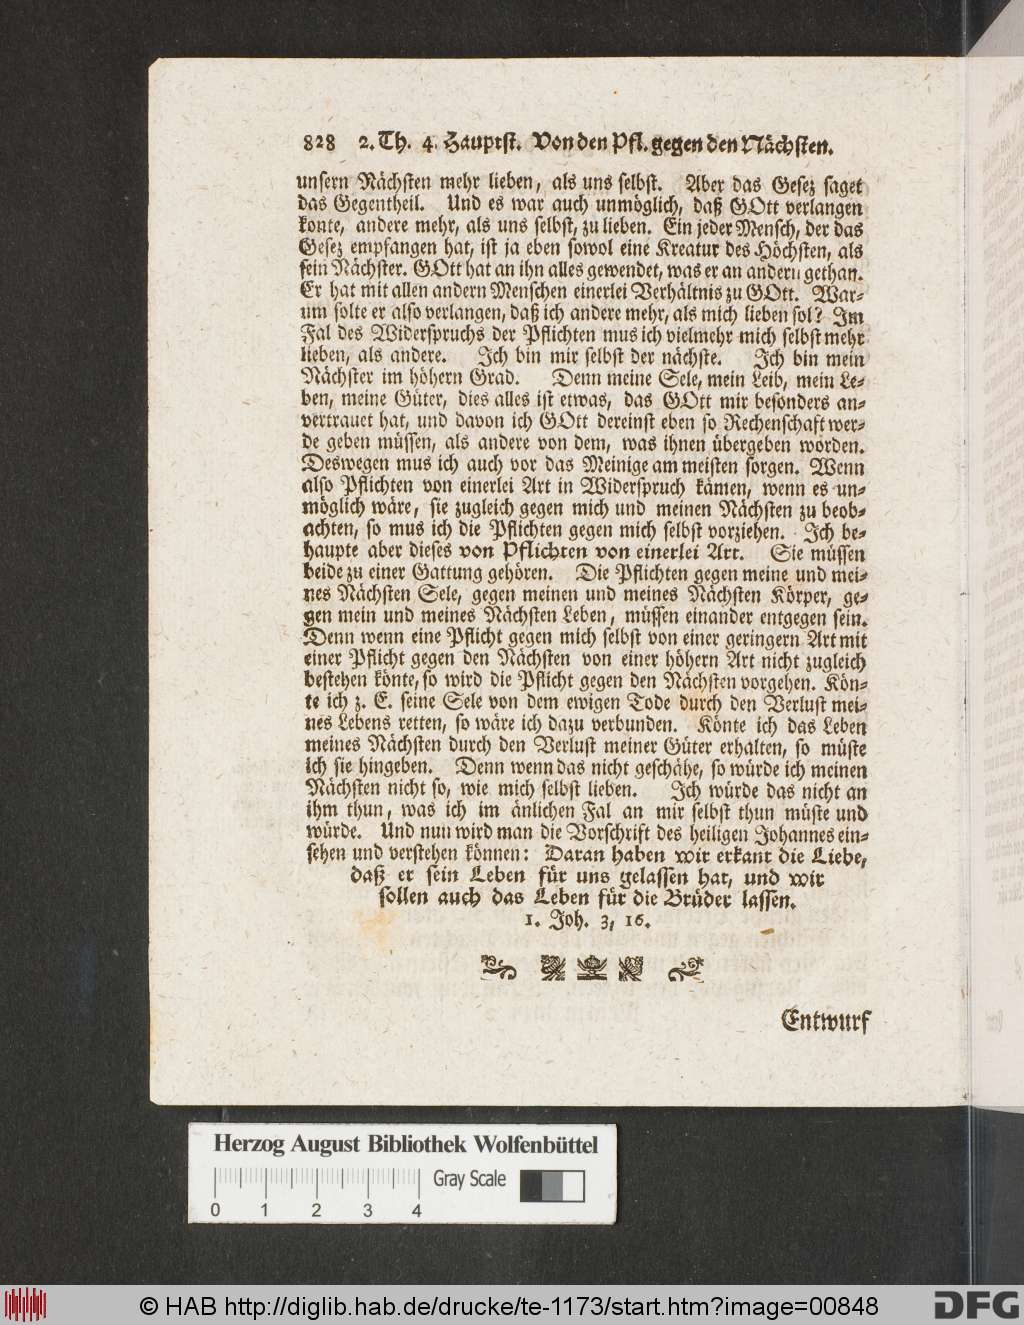 828 2. Th. 4. Hauptst. Von den Pfl. gegen den Nächsten.
unsern Nächsten mehr lieben, als uns selbst. Aber das Gesez saget
das Gegentheil. Und es war auch unmöglich, daß GOtt verlangen
konte, andere mehr, als uns selbst, zu lieben. Ein jeder Mensch, der das
Gesez empfangen hat, ist ja eben sowol eine Kreatur des Höchsten, als
sein Nächster. GOtt hat an ihn alles gewendet, was er an andern gethan.
Er hat mit allen andern Menschen einerlei Verhältnis zu GOtt. War-
um solte er also verlangen, daß ich andere mehr, als mich lieben sol? Im
Fal des Widerspruchs der Pflichten mus ich vielmehr mich selbst mehr
lieben, als andere. Ich bin mir selbst der nächste. Ich bin mein
Nächster im höhern Grad. Denn meine Sele, mein Leib, mein Le-
ben, meine Güter, dies alles ist etwas, das GOtt mir besonders an-
vertrauet hat, und davon ich GOtt dereinst eben so Rechenschaft wer-
de geben müssen, als andere von dem, was ihnen übergeben worden.
Deswegen mus ich auch vor das Meinige am meisten sorgen. Wenn
also Pflichten von einerlei Art in Widerspruch kämen, wenn es un-
möglich wäre, sie zugleich gegen mich und meinen Nächsten zu beob-
achten, so mus ich die Pflichten gegen mich selbst vorziehen. Ich be-
haupte aber dieses von Pflichten von einerlei Art. Sie müssen
beide zu einer Gattung gehören. Die Pflichten gegen meine und mei-
nes Nächsten Sele, gegen meinen und meines Nächsten Körper, ge-
gen mein und meines Nächsten Leben, müssen einander entgegen sein.
Denn wenn eine Pflicht gegen mich selbst von einer geringern Art mit
einer Pflicht gegen den Nächsten von einer höhern Art nicht zugleich
bestehen könte, so wird die Pflicht gegen den Nächsten vorgehen. Kön-
te ich z. E. seine Sele von dem ewigen Tode durch den Verlust mei-
nes Lebens retten, so wäre ich dazu verbunden. Könte ich das Leben
meines Nächsten durch den Verlust meiner Güter erhalten, so müste
ich sie hingeben. Denn wenn das nicht geschähe, so würde ich meinen
Nächsten nicht so, wie mich selbst lieben. Ich würde das nicht an
ihm thun, was ich im änlichen Fal an mir selbst thun müste und
würde. Und nun wird man die Vorschrift des heiligen Johannes ein-
sehen und verstehen können: Daran haben wir erkant die Liebe,
daß er sein Leben für uns gelassen hat, und wir
sollen auch das Leben für die Brüder lassen.
1. Joh. 3, 16.
Entwurf
Herzog August Bibliothek Wolfenbüttel
Gray Scale
0 1 2 3 4
© HAB http://diglib.hab.de/drucke/te-1173/start.htm?image=00848
DFG